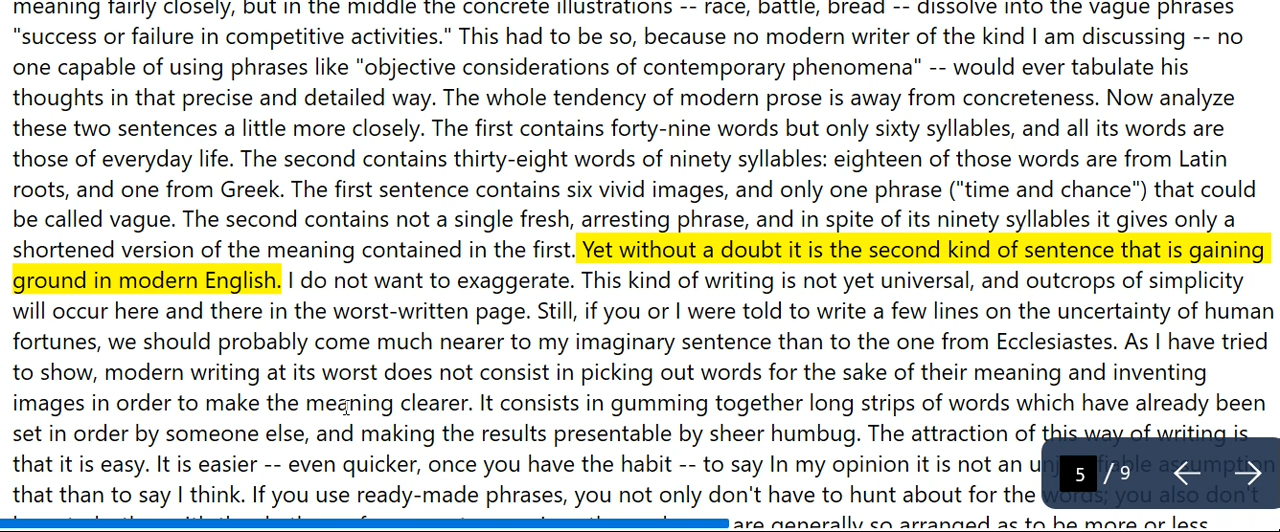 meaning fairly closely, but in the middle the concrete illustrations -- race, battle, bread -- dissolve into the vague phrases
"success or failure in competitive activities." This had to be so, because no modern writer of the kind I am discussing -- no
one capable of using phrases like "objective considerations of contemporary phenomena" -- would ever tabulate his
thoughts in that precise and detailed way. The whole tendency of modern prose is away from concreteness. Now analyze
these two sentences a little more closely. The first contains forty-nine words but only sixty syllables, and all its words are
those of everyday life. The second contains thirty-eight words of ninety syllables: eighteen of those words are from Latin
roots, and one from Greek. The first sentence contains six vivid images, and only one phrase ("time and chance") that could
be called vague. The second contains not a single fresh, arresting phrase, and in spite of its ninety syllables it gives only a
shortened version of the meaning contained in the first. Yet without a doubt it is the second kind of sentence that is gaining
ground in modern English. I do not want to exaggerate. This kind of writing is not yet universal, and outcrops of simplicity
will occur here and there in the worst-written page. Still, if you or I were told to write a few lines on the uncertainty of human
fortunes, we should probably come much nearer to my imaginary sentence than to the one from Ecclesiastes. As I have tried
to show, modern writing at its worst does not consist in picking out words for the sake of their meaning and inventing
images in order to make the meaning clearer. It consists in gumming together long strips of words which have already been
set in order by someone else, and making the results presentable by sheer humbug. The attraction of this way of writing is
that it is easy. It is easier -- even quicker, once you have the habit -- to say In my opinion it is not an unjustifiable assumption
that than to say I think. If you use ready-made phrases, you not only don't have to hunt about for the words; you also don't
are generally so arranged as to be more or less
5 / 9